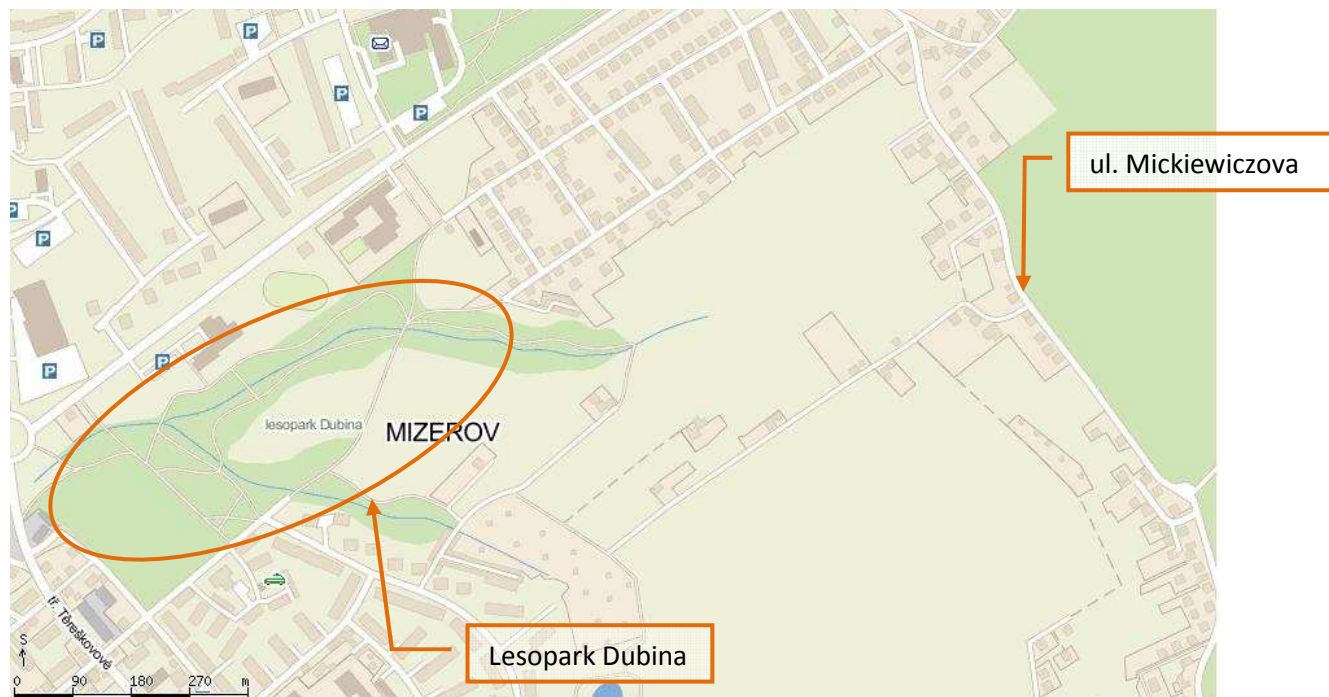 P
P
P
P
P
P
P
P
ul. Mickiewiczova
lesopark Dubina
MIZEROV
tř. Těreškovové
Lesopark Dubina
S
0 90 180 270 m